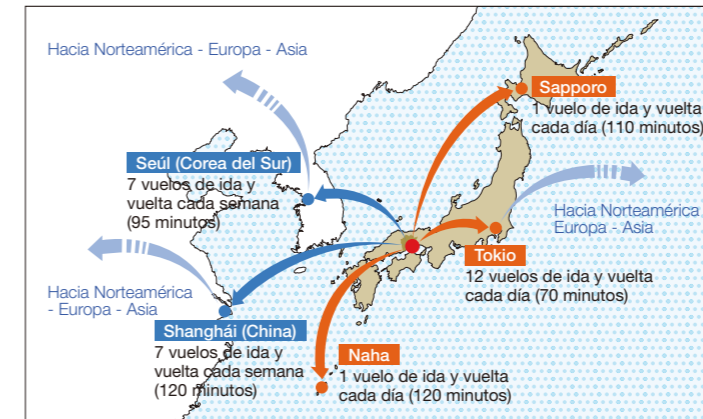 Hacia Norteamérica - Europa - Asia
Sapporo
1 vuelo de ida y vuelta
cada día (110 minutos)
Seúl (Corea del Sur)
7 vuelos de ida y
vuelta cada semana
(95 minutos)
Hacia Norteamérica
Europa - Asia
Tokio
12 vuelos de ida y vuelta
cada día (70 minutos)
Hacia Norteamérica
- Europa - Asia
Shanghái (China)
7 vuelos de ida y
vuelta cada semana
(120 minutos)
Naha
1 vuelo de ida y vuelta
cada día (120 minutos)